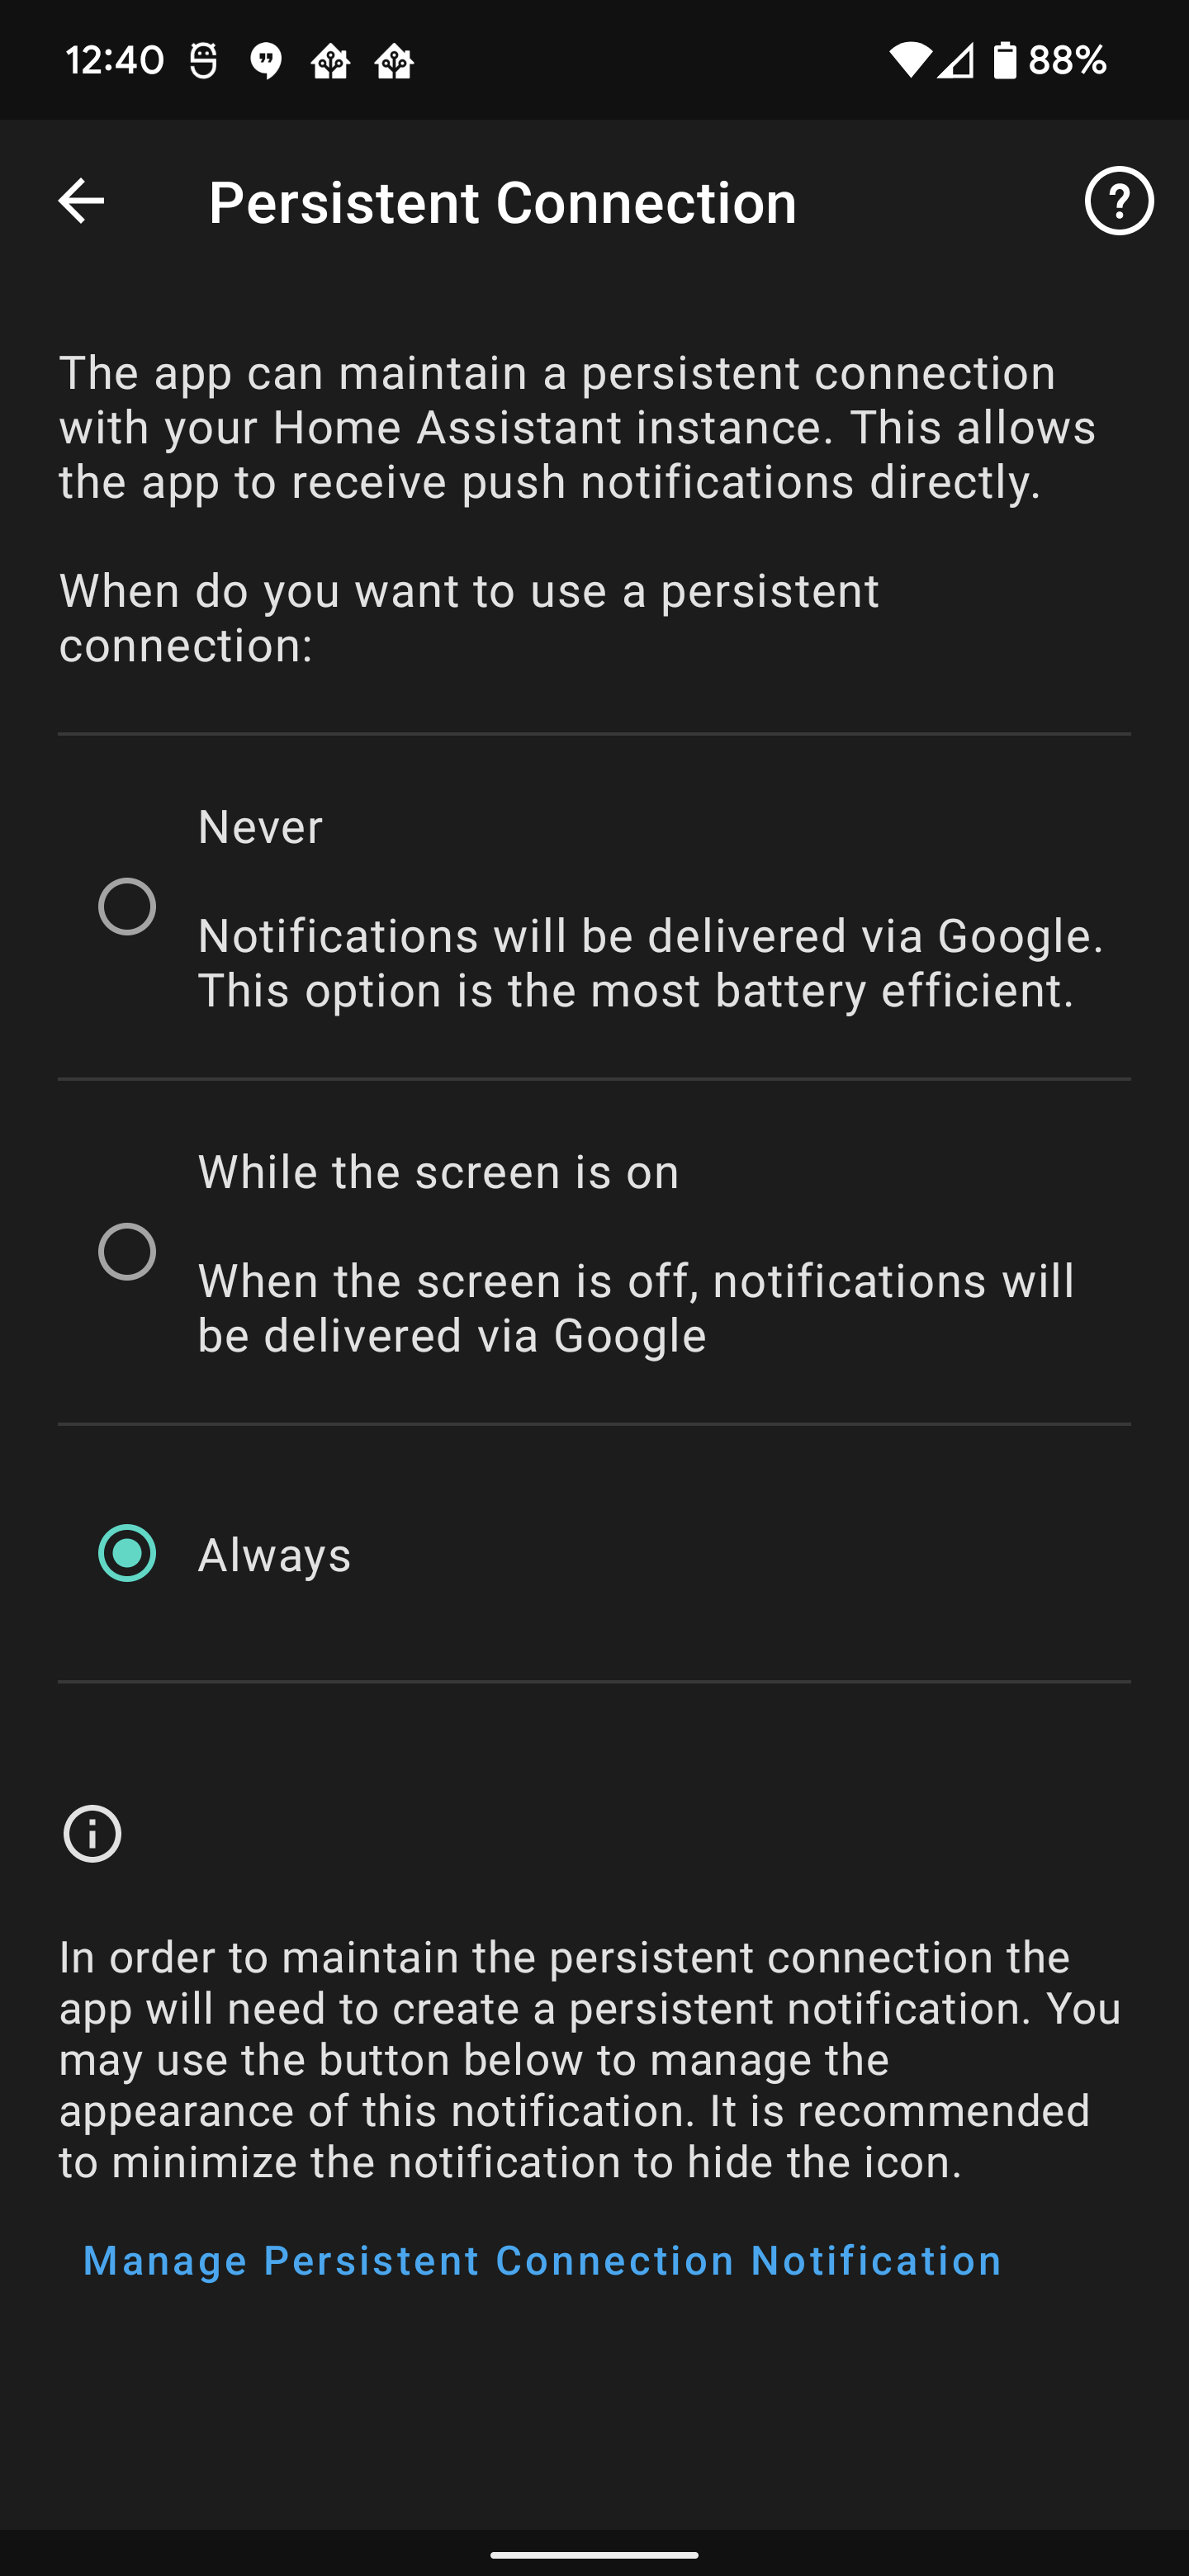 12:40
88%
Persistent Connection
The app can maintain a persistent connection
with your Home Assistant instance. This allows
the app to receive push notifications directly.
When do you want to use a persistent
connection:
Never
Notifications will be delivered via Google.
This option is the most battery efficient.
While the screen is on
When the screen is off, notifications will
be delivered via Google
Always
In order to maintain the persistent connection the
app will need to create a persistent notification. You
may use the button below to manage the
appearance of this notification. It is recommended
to minimize the notification to hide the icon.
Manage Persistent Connection Notification